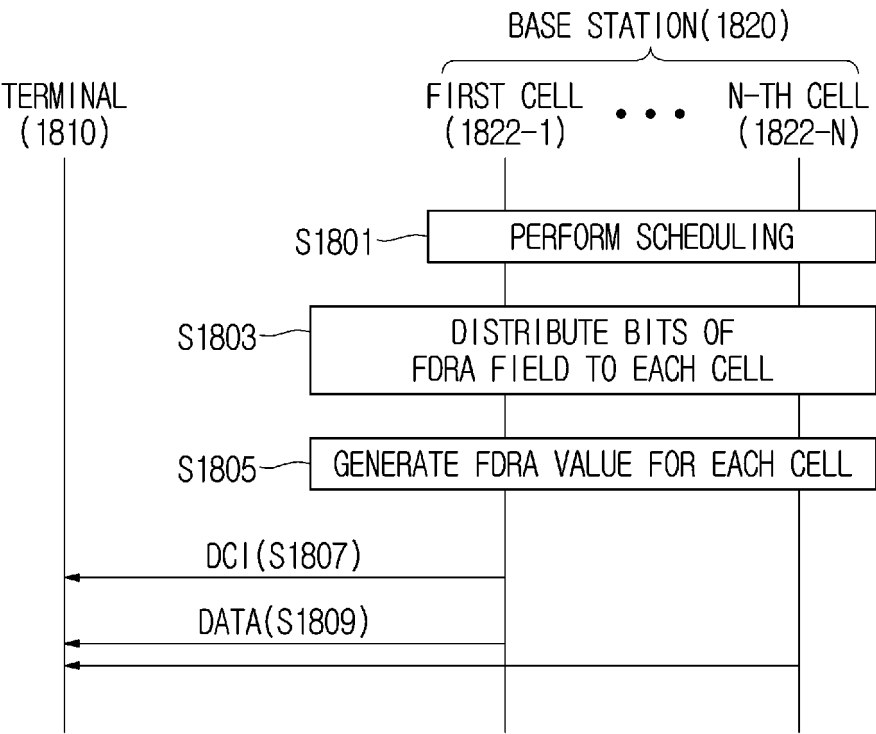 BASE STATION(1820)
TERMINAL
(1810)
FIRST CELL
(1822-1)
• • •
N-TH CELL
(1822-N)
S1801
PERFORM SCHEDULING
S1803
DISTRIBUTE BITS OF
FDRA FIELD TO EACH CELL
S1805
GENERATE FDRA VALUE FOR EACH CELL
DCI(S1807)
DATA(S1809)